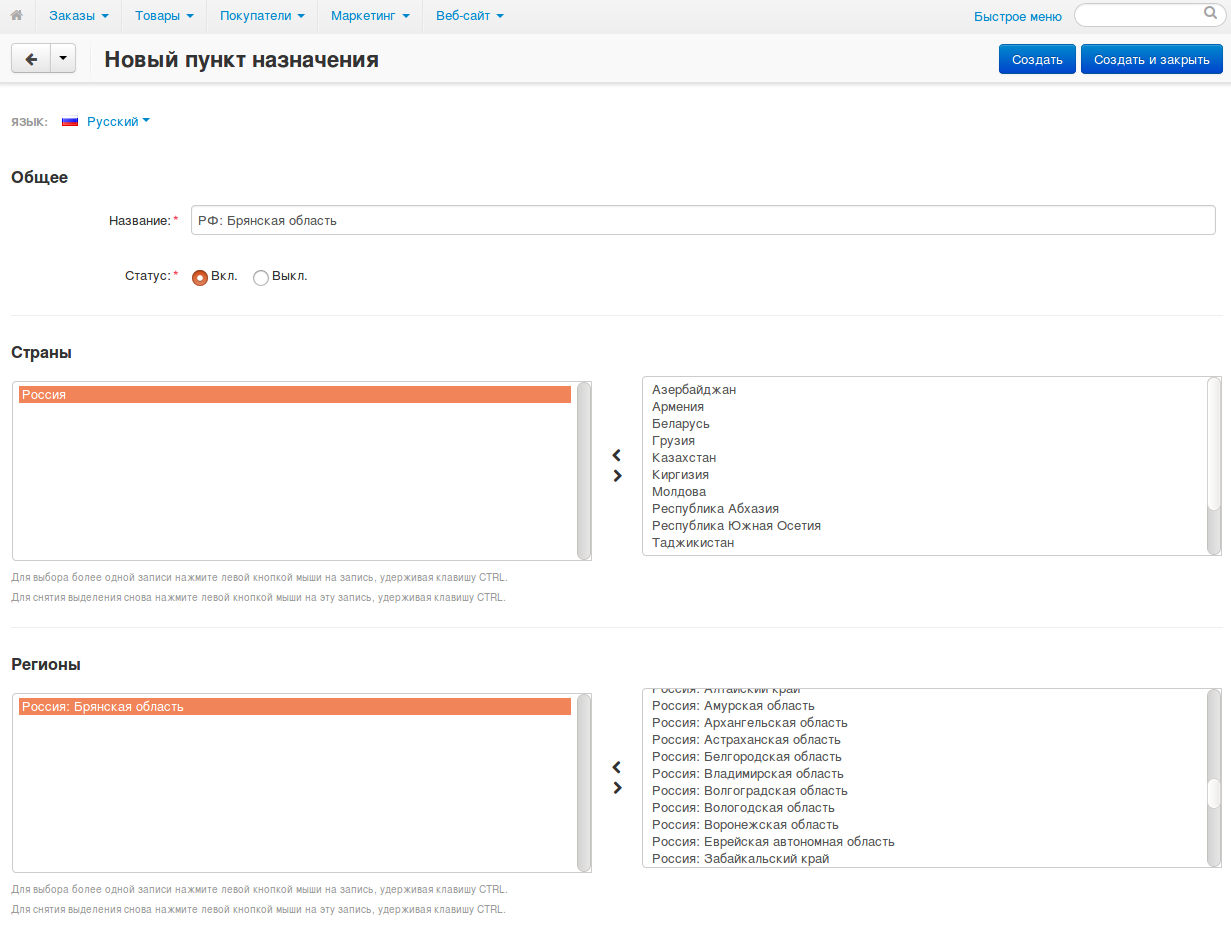 Заказы Товары Покупатели Маркетинг Веб-сайт Быстрое меню
Новый пункт назначения Создать Создать и закрыть
ЯЗЫК: Русский
Общее
Название:* РФ: Брянская область
Статус:* Вкл. Выкл.
Страны
Россия
Азербайджан
Армения
Беларусь
Грузия
Казахстан
Киргизия
Молдова
Республика Абхазия
Республика Южная Осетия
Таджикистан
Для выбора более одной записи нажмите левой кнопкой мыши на запись, удерживая клавишу CTRL.
Для снятия выделения снова нажмите левой кнопкой мыши на эту запись, удерживая клавишу CTRL.
Регионы
Россия: Брянская область
Россия: Алтайский край
Россия: Амурская область
Россия: Архангельская область
Россия: Астраханская область
Россия: Белгородская область
Россия: Владимирская область
Россия: Волгоградская область
Россия: Вологодская область
Россия: Воронежская область
Россия: Еврейская автономная область
Россия: Забайкальский край
Для выбора более одной записи нажмите левой кнопкой мыши на запись, удерживая клавишу CTRL.
Для снятия выделения снова нажмите левой кнопкой мыши на эту запись, удерживая клавишу CTRL.